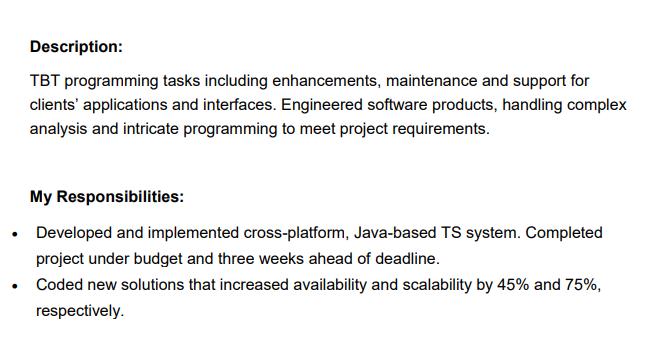 Description:
TBT programming tasks including enhancements, maintenance and support for
clients’ applications and interfaces. Engineered software products, handling complex
analysis and intricate programming to meet project requirements.
My Responsibilities:
• Developed and implemented cross-platform, Java-based TS system. Completed
project under budget and three weeks ahead of deadline.
• Coded new solutions that increased availability and scalability by 45% and 75%,
respectively.